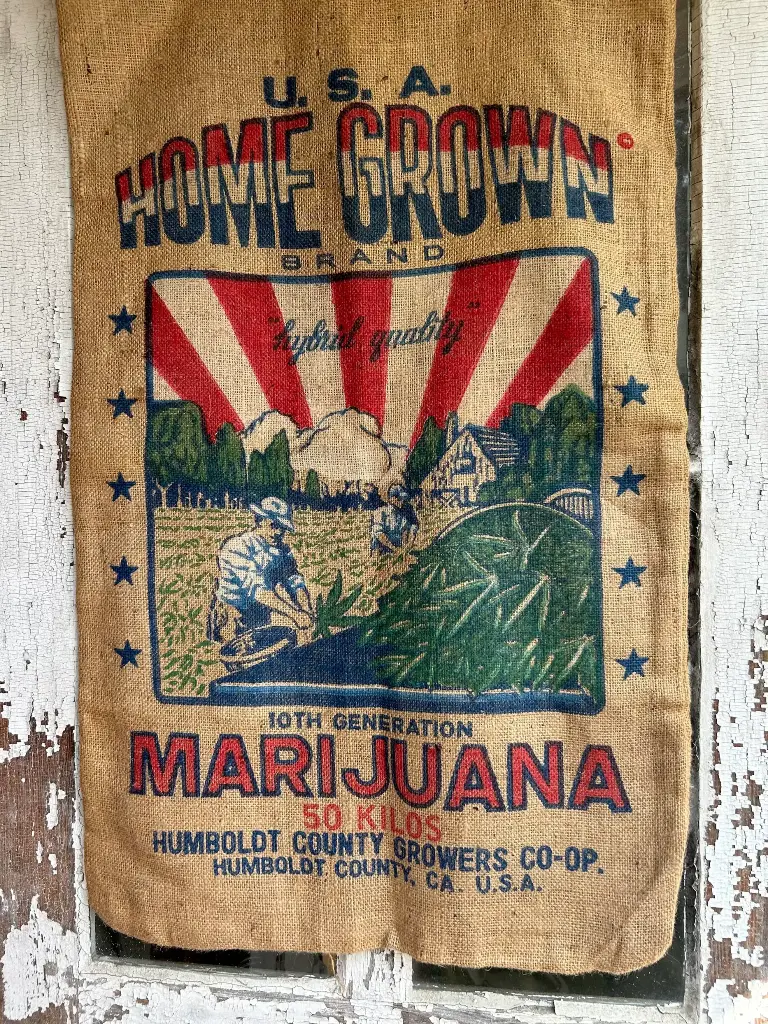 U. S. A.
HOME GROWN
BRAND
"hybrid quality"
10TH GENERATION
MARIJUANA
50 KILOS
HUMBOLDT COUNTY GROWERS CO-OP.
HUMBOLDT COUNTY, CA. U.S.A.